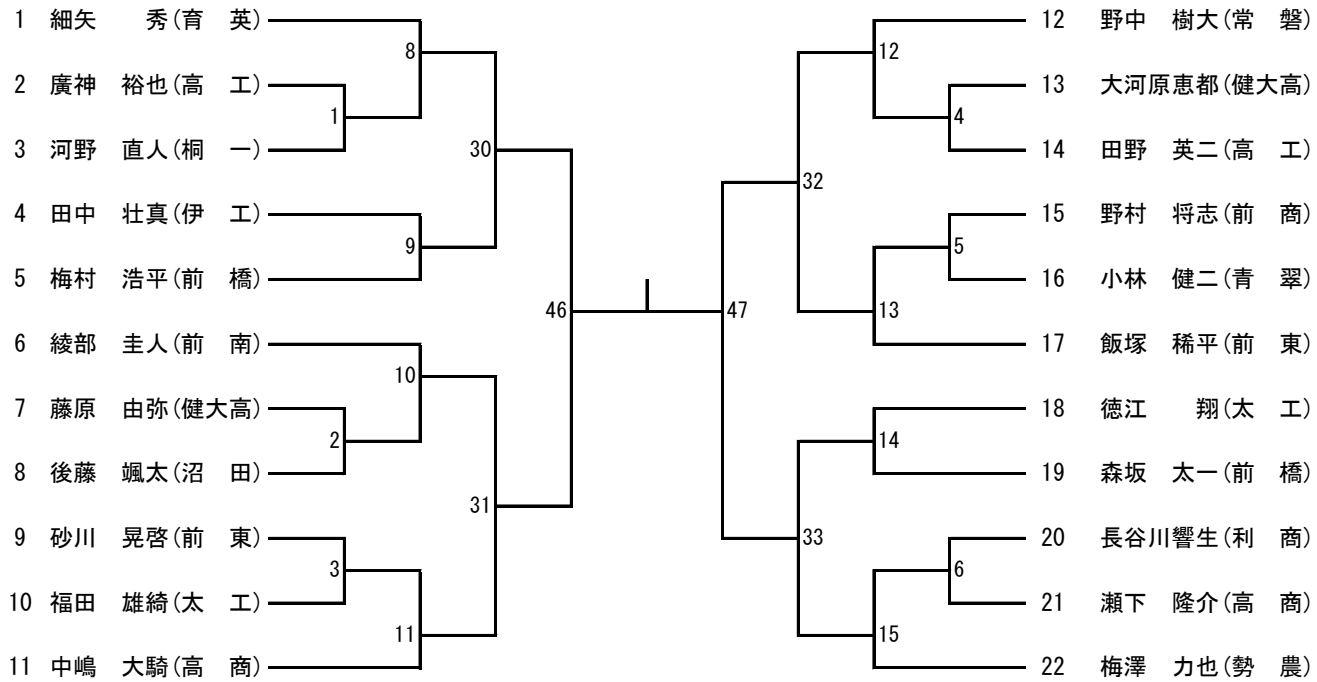 1 細矢　　秀(育　英)
2 廣神　裕也(高　工)
3 河野　直人(桐　一)
4 田中　壮真(伊　工)
5 梅村　浩平(前　橋)
6 綾部　圭人(前　南)
7 藤原　由弥(健大高)
8 後藤　颯太(沼　田)
9 砂川　晃啓(前　東)
10 福田　雄綺(太　工)
11 中嶋　大騎(高　商)
8
1
30
9
46
10
2
31
3
11
12
4
32
5
13
47
14
33
6
15
12 野中　樹大(常　磐)
13 大河原恵都(健大高)
14 田野　英二(高　工)
15 野村　将志(前　商)
16 小林　健二(青　翠)
17 飯塚　稀平(前　東)
18 徳江　　翔(太　工)
19 森坂　太一(前　橋)
20 長谷川響生(利　商)
21 瀬下　隆介(高　商)
22 梅澤　力也(勢　農)